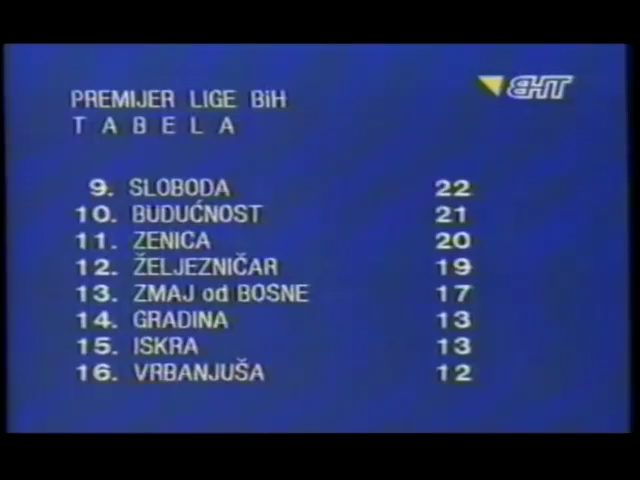 PREMIJER LIGE BiH
BHT
TABELA
9. SLOBODA 22
10. BUDUĆNOST 21
11. ZENICA 20
12. ŽELJEZNIČAR 19
13. ZMAJ od BOSNE 17
14. GRADINA 13
15. ISKRA 13
16. VRBANJUŠA 12